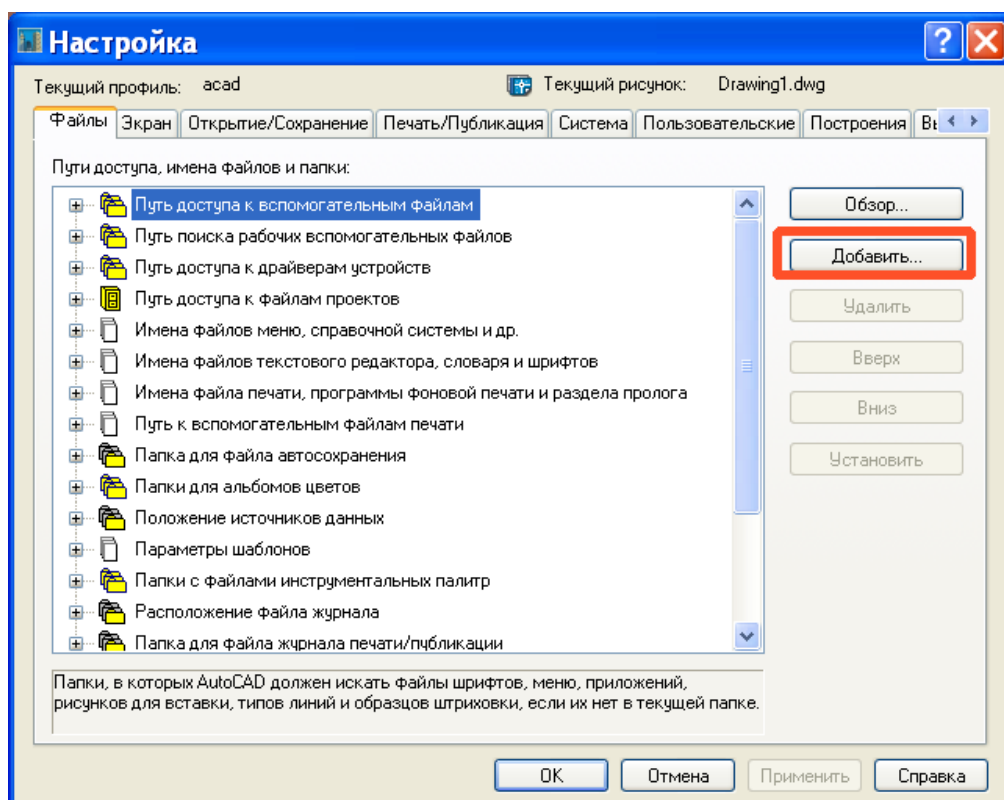 Настройка
Текущий профиль: acad Текущий рисунок: Drawing1.dwg
Файлы Экран Открытие/Сохранение Печать/Публикация Система Пользовательские Построения
Пути доступа, имена файлов и папки:
Путь доступа к вспомогательным файлам
Путь поиска рабочих вспомогательных файлов
Путь доступа к драйверам устройств
Путь доступа к файлам проектов
Имена файлов меню, справочной системы и др.
Имена файлов текстового редактора, словаря и шрифтов
Имена файла печати, программы фоновой печати и раздела пролога
Путь к вспомогательным файлам печати
Папка для файла автосохранения
Папки для альбомов цветов
Положение источников данных
Параметры шаблонов
Папки с файлами инструментальных палитр
Расположение файла журнала
Папка для файла журнала печати/публикации
Обзор...
Добавить...
Удалить
Вверх
Вниз
Установить
Папки, в которых AutoCAD должен искать файлы шрифтов, меню, приложений,
рисунков для вставки, типов линий и образцов штриховки, если их нет в текущей папке.
OK Отмена Применить Справка